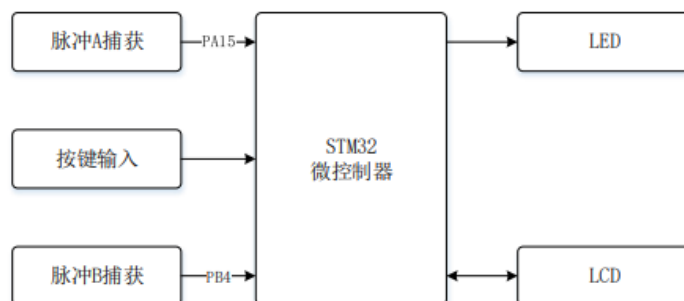 脉冲A捕获
PA15
LED
按键输入
STM32
微控制器
脉冲B捕获
PB4
LCD